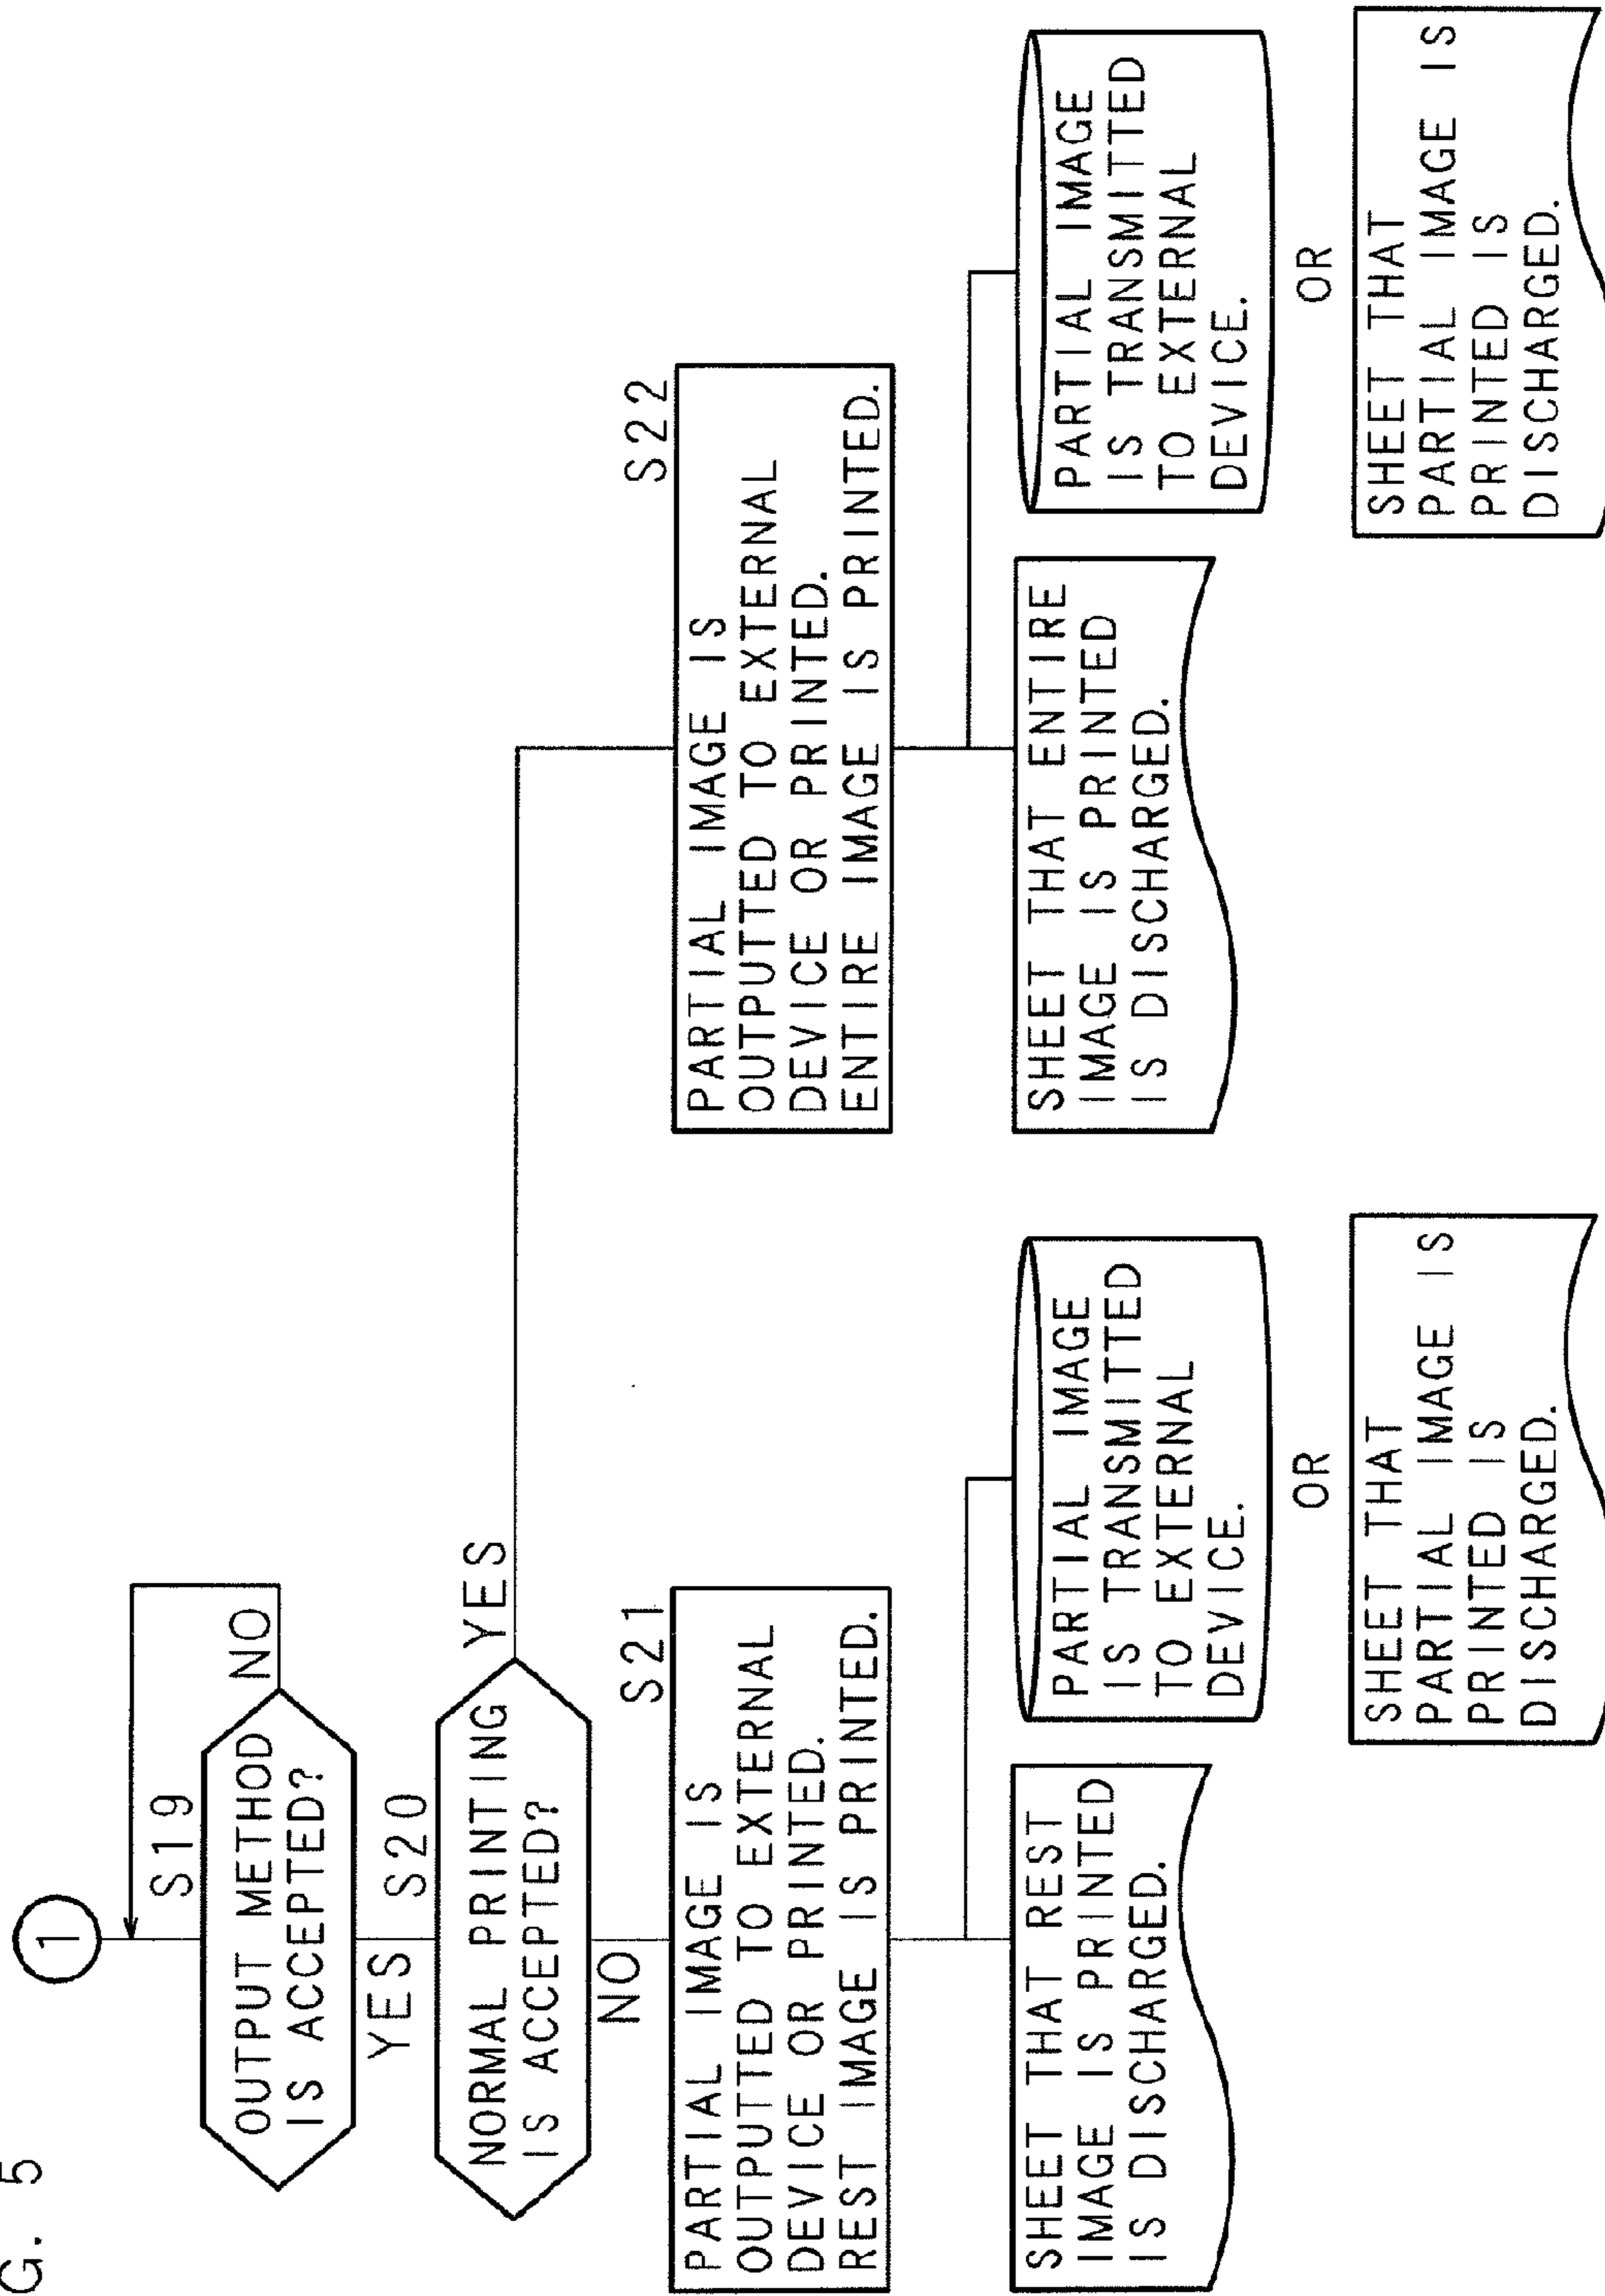 G. 5
1
S19
OUTPUT METHOD
IS ACCEPTED?
NO
YES
S20
NORMAL PRINTING
IS ACCEPTED?
YES
NO
S21
PARTIAL IMAGE IS
OUTPUTTED TO EXTERNAL
DEVICE OR PRINTED.
REST IMAGE IS PRINTED.
S22
PARTIAL IMAGE IS
OUTPUTTED TO EXTERNAL
DEVICE OR PRINTED.
ENTIRE IMAGE IS PRINTED.
SHEET THAT REST
IMAGE IS PRINTED
IS DISCHARGED.
PARTIAL IMAGE
IS TRANSMITTED
TO EXTERNAL
DEVICE.
OR
SHEET THAT
PARTIAL IMAGE IS
PRINTED IS
DISCHARGED.
SHEET THAT ENTIRE
IMAGE IS PRINTED
IS DISCHARGED.
PARTIAL IMAGE
IS TRANSMITTED
TO EXTERNAL
DEVICE.
OR
SHEET THAT
PARTIAL IMAGE IS
PRINTED IS
DISCHARGED.